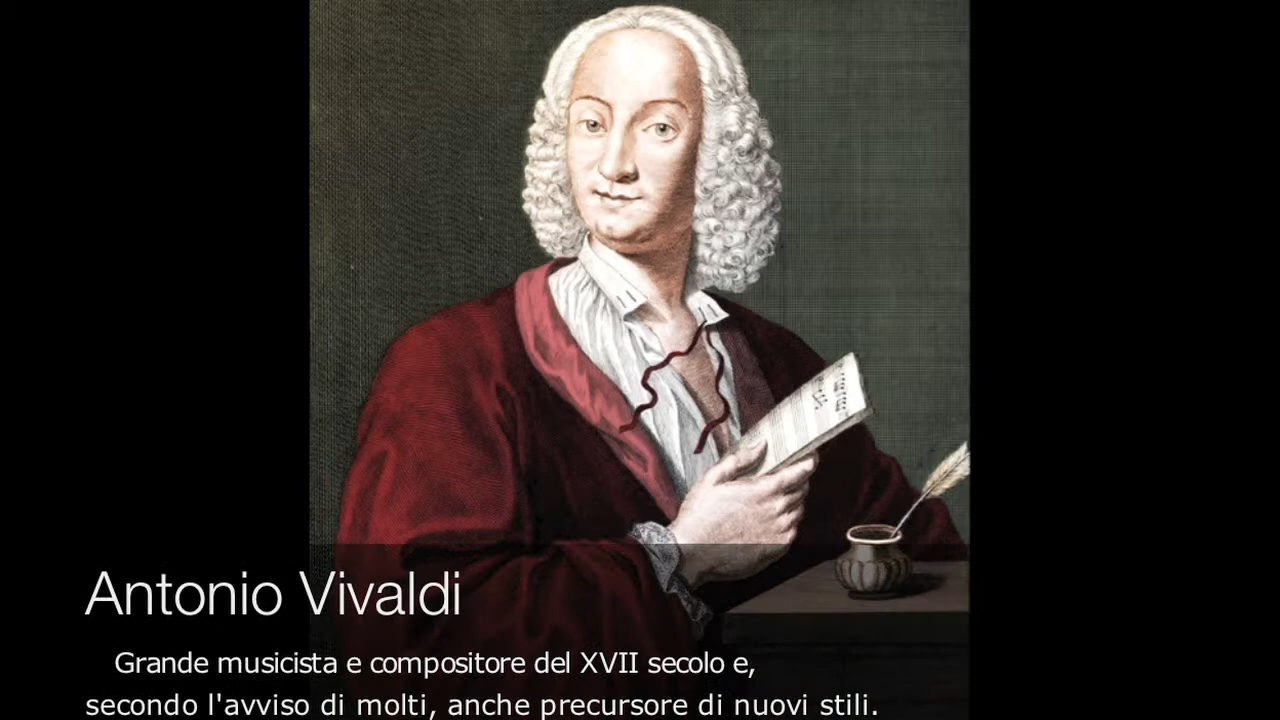 Antonio Vivaldi
Grande musicista e compositore del XVII secolo e,
secondo l'avviso di molti, anche precursore di nuovi stili.